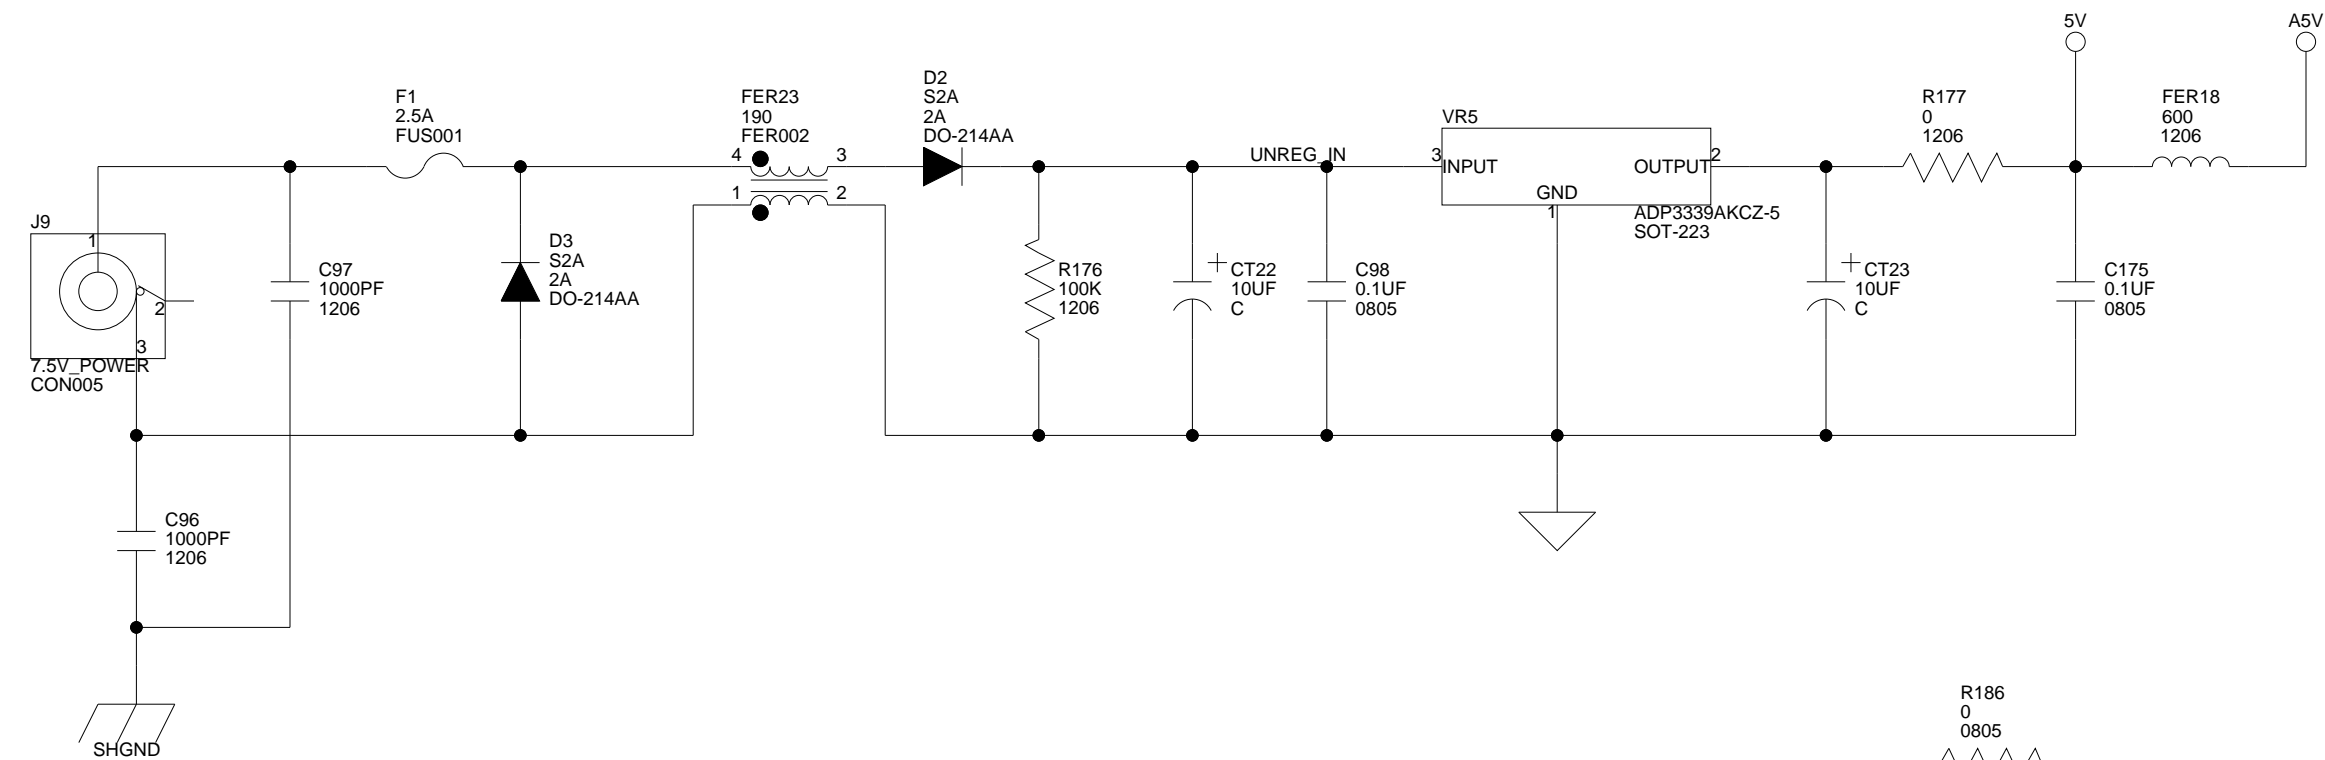 5V
A5V
D2
S2A
2A
DO-214AA
F1
2.5A
FUS001
FER23
190
FER002
R177
0
1206
FER18
600
1206
VR5
4
3
UNREG_IN
3
INPUT
OUTPUT
2
1
2
GND
1
ADP3339AKCZ-5
SOT-223
J9
1
2
3
7.5V_POWER
CON005
C97
1000PF
1206
D3
S2A
2A
DO-214AA
R176
100K
1206
CT22
10UF
C
C98
0.1UF
0805
CT23
10UF
C
C175
0.1UF
0805
C96
1000PF
1206
SHGND
R186
0
0805